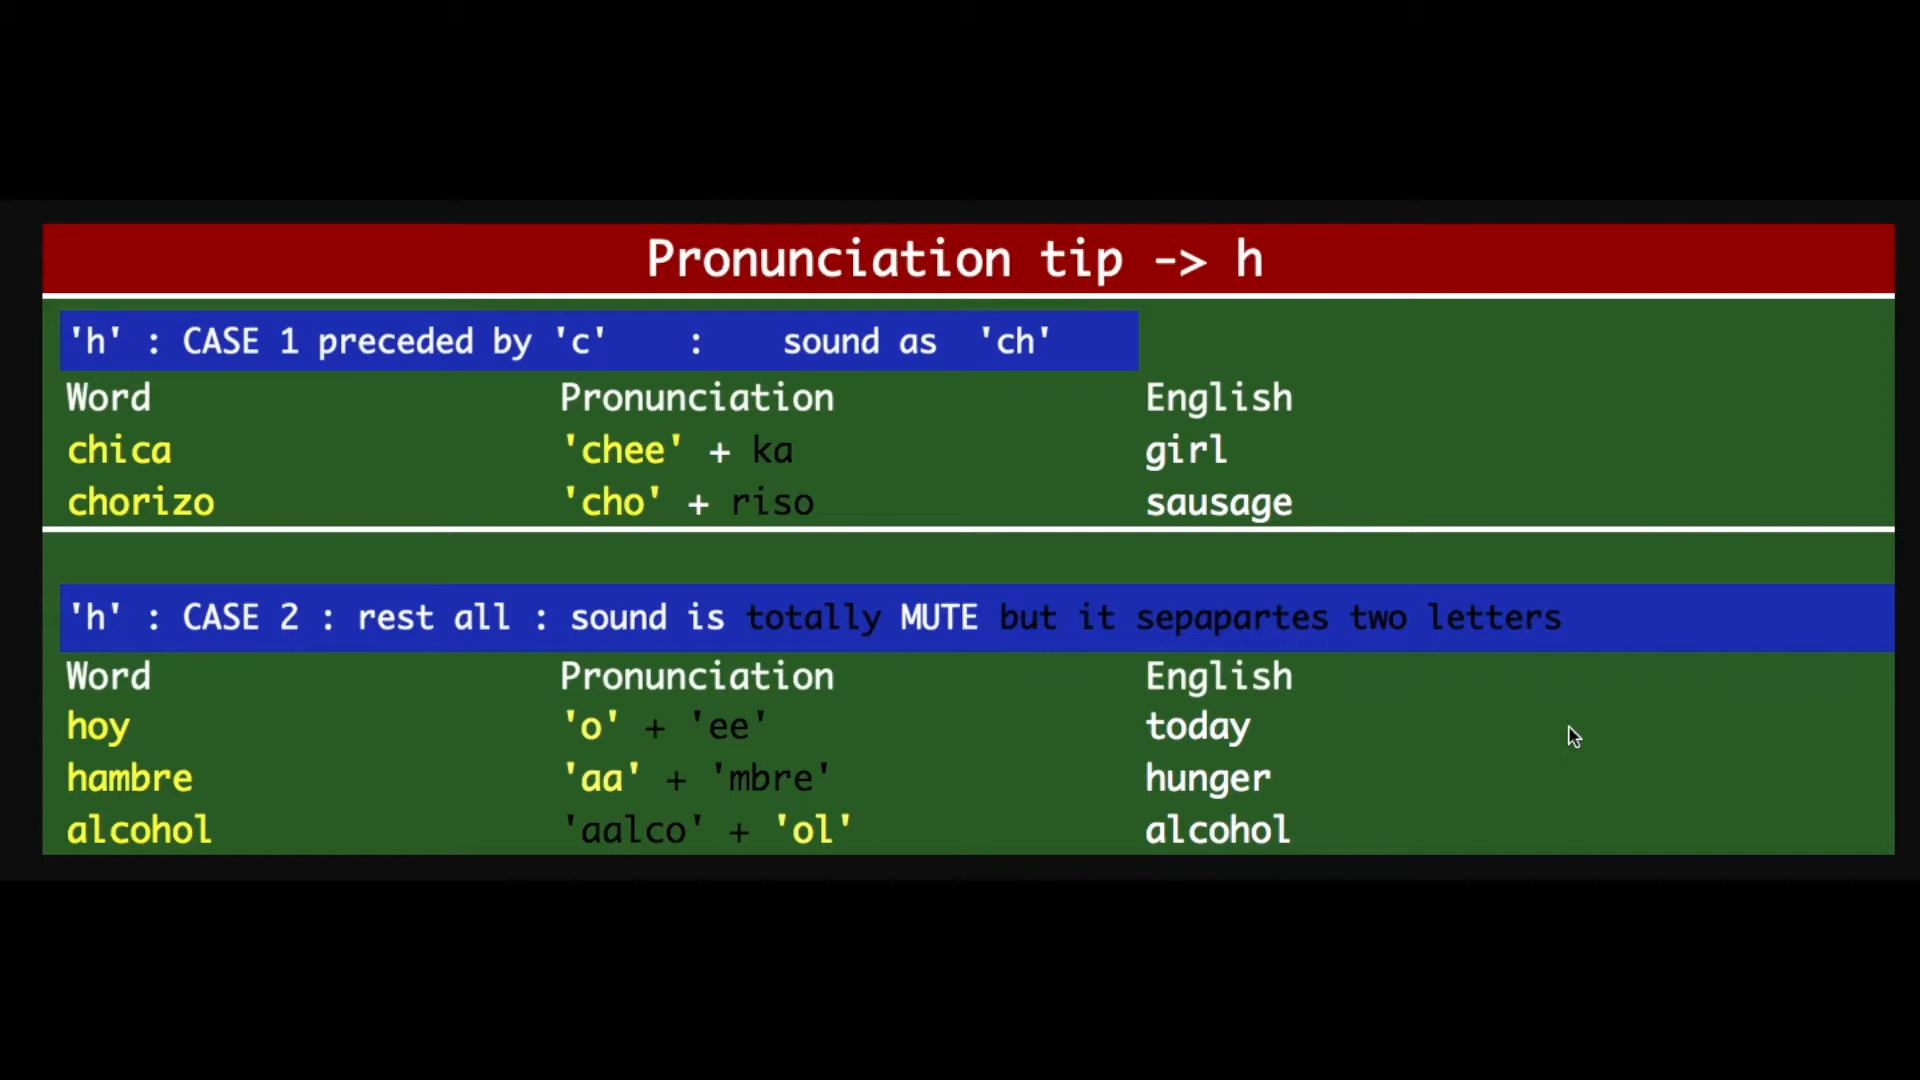 Pronunciation tip -> h
'h' : CASE 1 preceded by 'c' : sound as 'ch'
Word Pronunciation English
chica 'chee' + ka girl
chorizo 'cho' + riso sausage
'h' : CASE 2 : rest all : sound is totally MUTE but it sepapartes two letters
Word Pronunciation English
hoy 'o' + 'ee' today
hambre 'aa' + 'mbre' hunger
alcohol 'aalco' + 'ol' alcohol